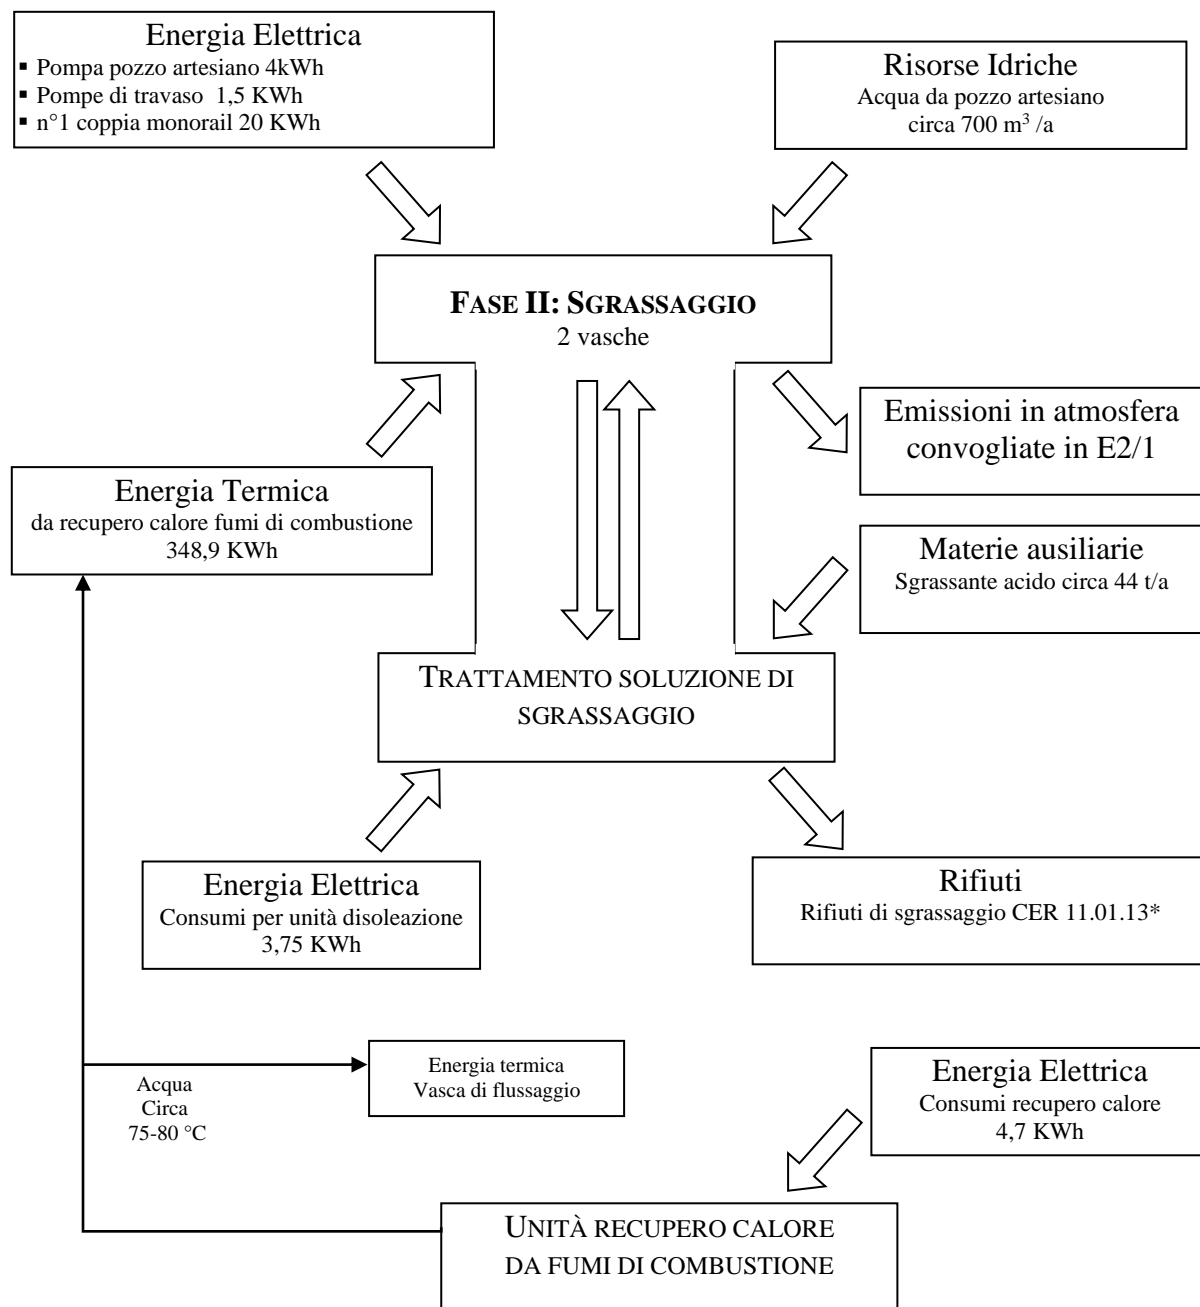 Energia Elettrica
▪ Pompa pozzo artesiano 4kWh
▪ Pompe di travaso 1,5 KWh
▪ n°1 coppia monorail 20 KWh
Risorse Idriche
Acqua da pozzo artesiano
circa 700 m³ /a
FASE II: SGRASSAGGIO
2 vasche
Emissioni in atmosfera
convogliate in E2/1
Energia Termica
da recupero calore fumi di combustione
348,9 KWh
Materie ausiliarie
Sgrassante acido circa 44 t/a
TRATTAMENTO SOLUZIONE DI
SGRASSAGGIO
Energia Elettrica
Consumi per unità disoleazione
3,75 KWh
Rifiuti
Rifiuti di sgrassaggio CER 11.01.13*
Energia termica
Vasca di flussaggio
Acqua
Circa
75-80 °C
Energia Elettrica
Consumi recupero calore
4,7 KWh
UNITÀ RECUPERO CALORE
DA FUMI DI COMBUSTIONE